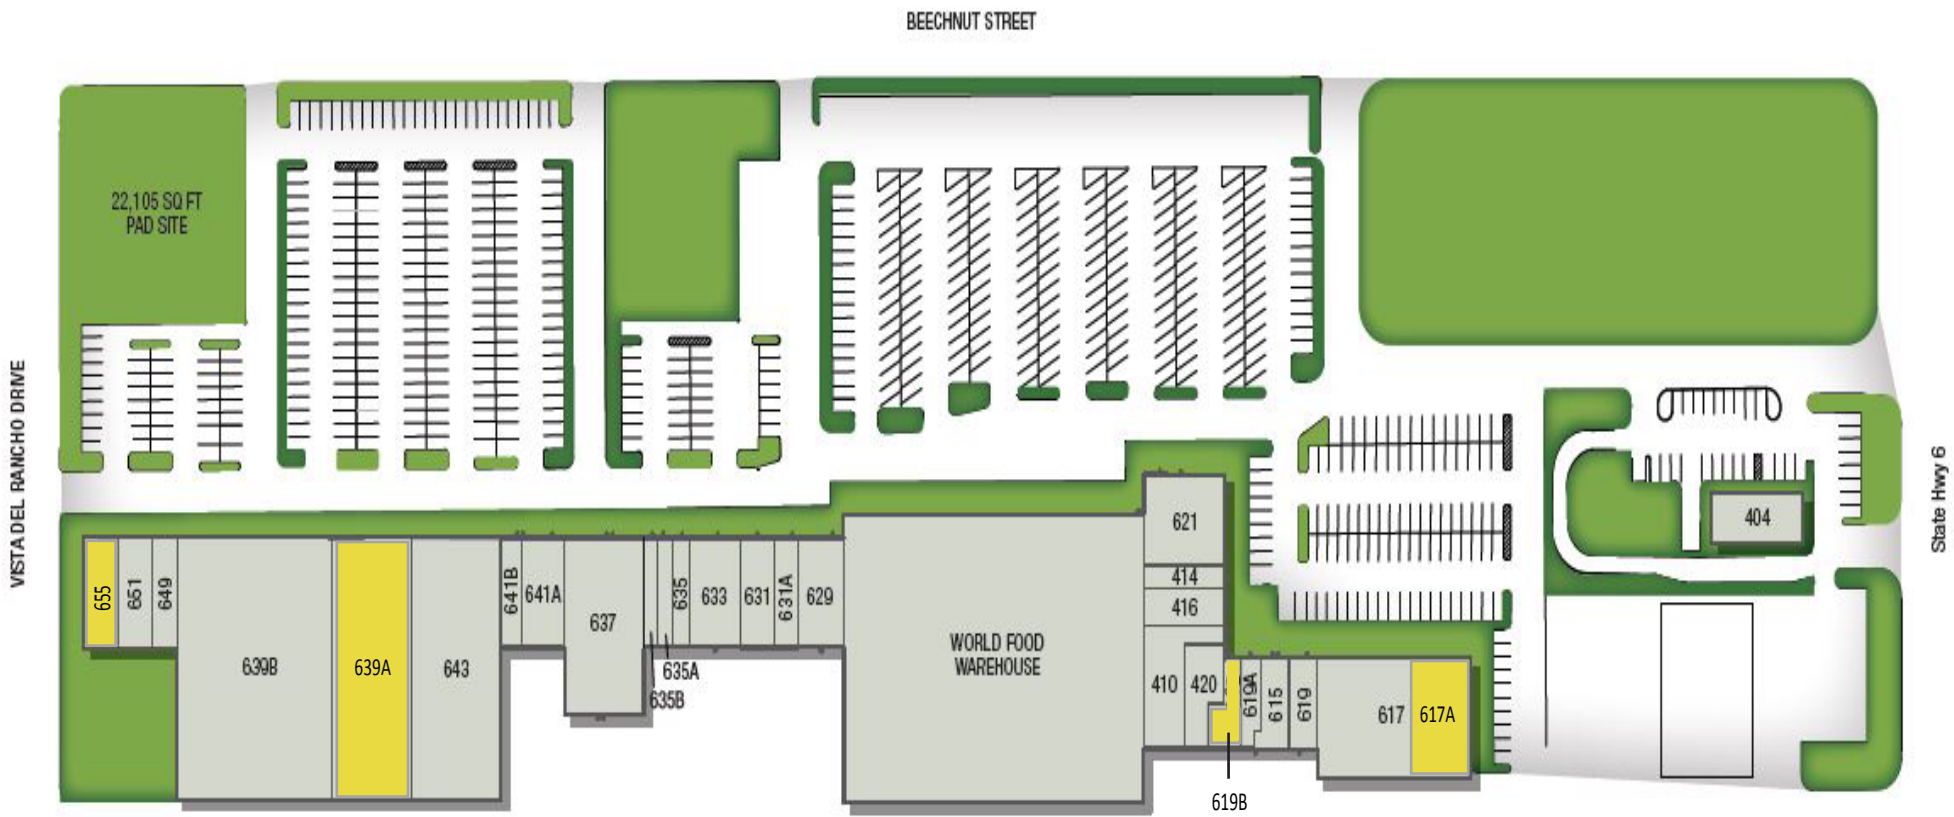 BEECHNUT STREET
22,105 SQ FT
PAD SITE
VISTA DEL RANCHO DRIVE
State Hwy 6
404
621
414
416
410
420
655
651
649
639B
639A
643
641B
641A
637
635
633
631
631A
629
635A
635B
WORLD FOOD
WAREHOUSE
619A
615
619
617
617A
619B